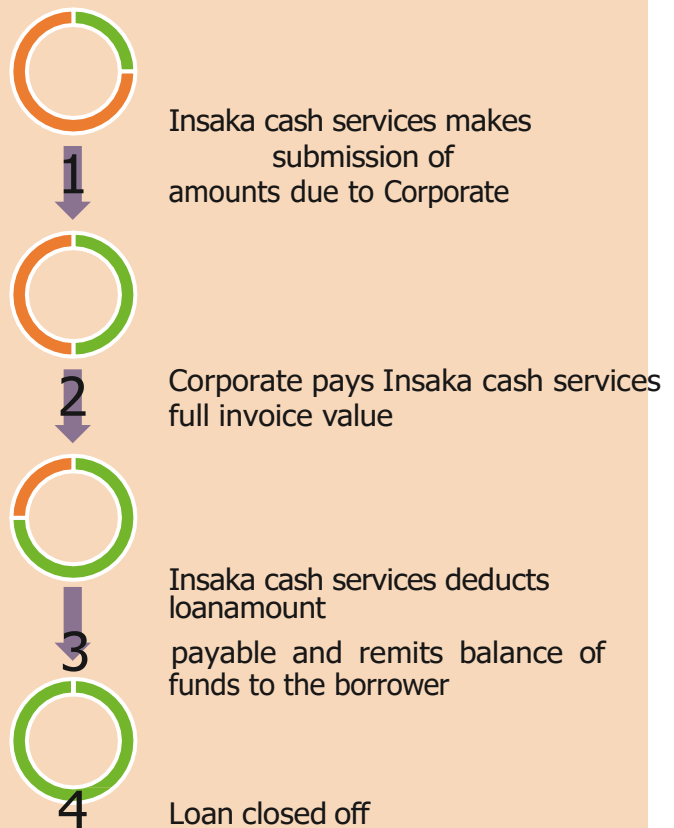 Insaka cash services makes
1
submission of
amounts due to Corporate
2
Corporate pays Insaka cash services
full invoice value
Insaka cash services deducts
loanamount
3
payable and remits balance of
funds to the borrower
4
Loan closed off